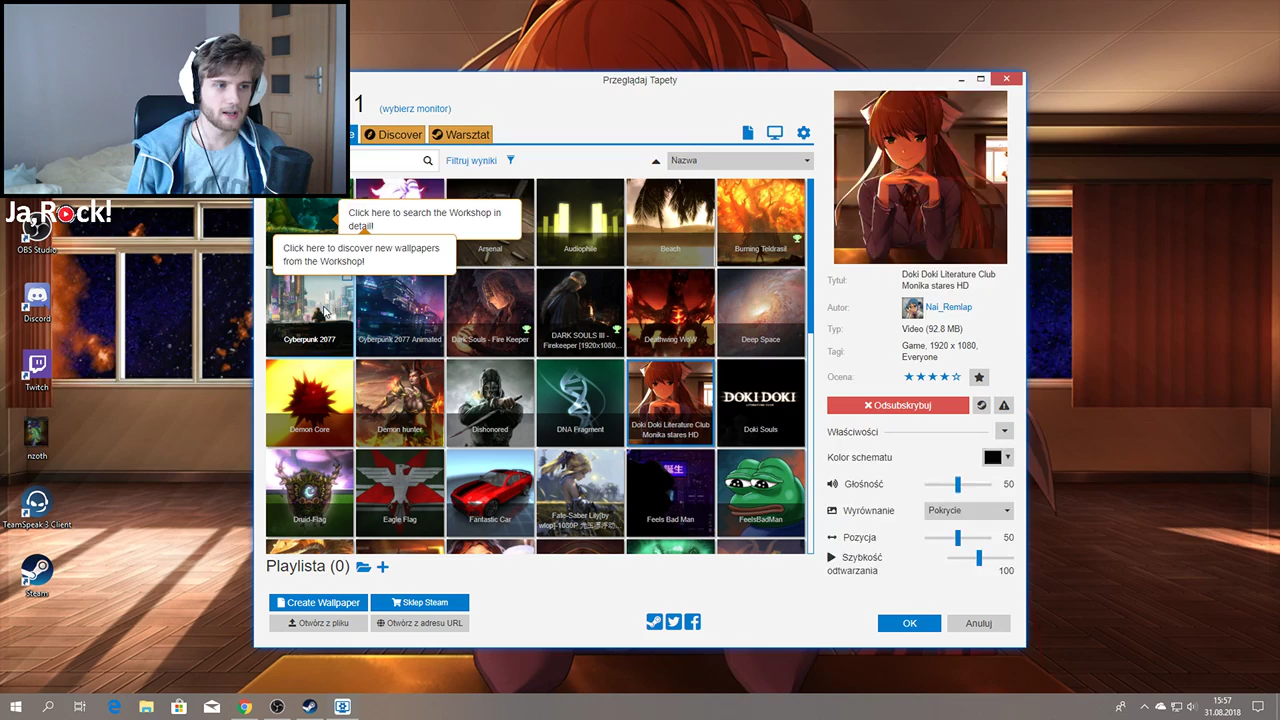 Przeglądaj Tapety
1 (wybierz monitor)
e Discover Warsztat
Filtruj wyniki
Nazwa
Click here to search the Workshop in
detail!
Click here to discover new wallpapers
from the Workshop!
Arsenal
Audiophile
Beach
Burning Teldrasil
Cyberpunk 2077
Cyberpunk 2077 Animated
Dark Souls - Fire Keeper
DARK SOULS III -
Firekeeper [1920x1080...
Deathwing WoW
Deep Space
Demon Core
Demon hunter
Dishonored
DNA Fragment
Doki Doki Literature Club
Monika stares HD
DOKI DOKI
Doki Souls
Druid-Flag
Eagle Flag
Fantastic Car
Fate-Saber Lily[by
Feels Bad Man
FeelsBadMan
Playlista (0)
Create Wallpaper
Sklep Steam
Otwórz z pliku
Otwórz z adresu URL
Tytuł:
Doki Doki Literature Club
Monika stares HD
Autor:
Nai_Remlap
Typ:
Video (92.8 MB)
Tagi:
Game, 1920 x 1080,
Everyone
Ocena:
Odsubskrybuj
Właściwości
Kolor schematu
Głośność
50
Wyrównanie
Pokrycie
Pozycja
50
Szybkość
odtwarzania
100
OK
Anuluj
Ja Rock!
OBS Studio
Discord
Twitch
nzoth
TeamSpeak 3 Client
Steam
15:57
31.08.2018